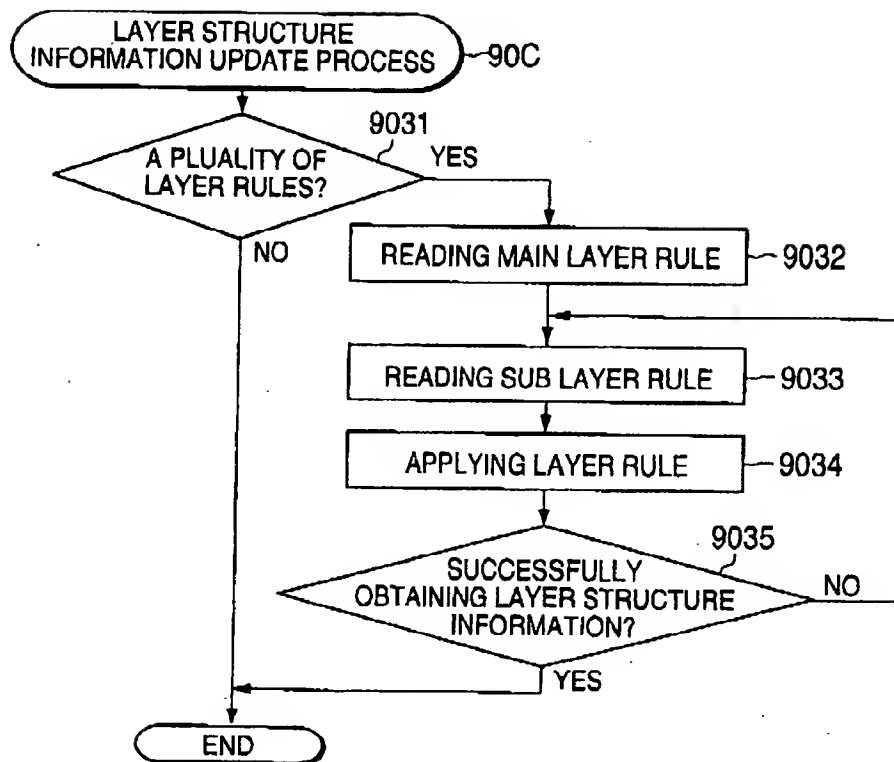 LAYER STRUCTURE
INFORMATION UPDATE PROCESS
90C
9031
A PLUALITY OF
LAYER RULES?
YES
NO
READING MAIN LAYER RULE
9032
READING SUB LAYER RULE
9033
APPLYING LAYER RULE
9034
9035
SUCCESSFULLY
OBTAINING LAYER STRUCTURE
INFORMATION?
NO
YES
END